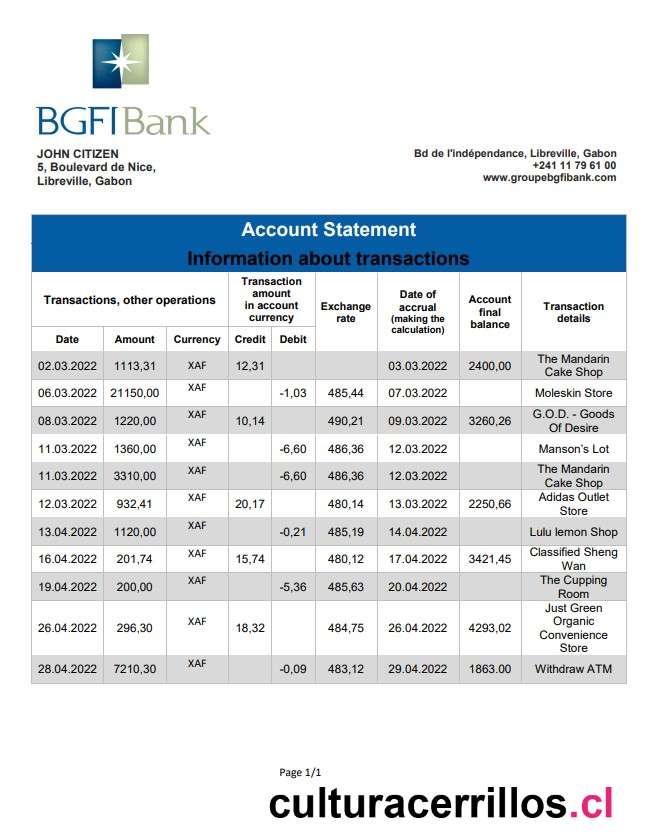 BGFIBank
JOHN CITIZEN
5, Boulevard de Nice,
Libreville, Gabon
Bd de l'indépendance, Libreville, Gabon
+241 11 79 61 00
www.groupebgfibank.com
Account Statement
Information about transactions
Transactions, other operations
Transaction
amount
in account
currency
Exchange
rate
Date of
accrual
(making the
calculation)
Account
final
balance
Transaction
details
Date Amount Currency Credit Debit
02.03.2022 1113,31 XAF 12,31 03.03.2022 2400,00 The Mandarin
Cake Shop
06.03.2022 21150,00 XAF -1,03 485,44 07.03.2022 Moleskin Store
08.03.2022 1220,00 XAF 10,14 490,21 09.03.2022 3260,26 G.O.D. - Goods
Of Desire
11.03.2022 1360,00 XAF -6,60 486,36 12.03.2022 Manson's Lot
11.03.2022 3310,00 XAF -6,60 486,36 12.03.2022 The Mandarin
Cake Shop
12.03.2022 932,41 XAF 20,17 480,14 13.03.2022 2250,66 Adidas Outlet
Store
13.04.2022 1120,00 XAF -0,21 485,19 14.04.2022 Lulu lemon Shop
16.04.2022 201,74 XAF 15,74 480,12 17.04.2022 3421,45 Classified Sheng
Wan
19.04.2022 200,00 XAF -5,36 485,63 20.04.2022 The Cupping
Room
26.04.2022 296,30 XAF 18,32 484,75 26.04.2022 4293,02 Just Green
Organic
Convenience
Store
28.04.2022 7210,30 XAF -0,09 483,12 29.04.2022 1863.00 Withdraw ATM
Page 1/1
culturacerrillos.cl